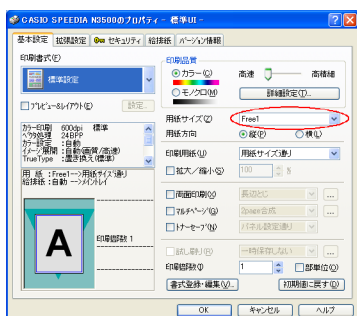 CASIO SPEEDIA N3500のプロパティ - 標準UI -
基本設定 拡張設定 セキュリティ 給排紙 バージョン情報
印刷書式(E)
標準設定
プレビュー&レイアウト(E) 設定...
カラー印刷 600dpi 標準
ベタ処理 24BPP
カラー設定 :自動
イメージ展開 :自動(画質/高速)
TrueType :置き換え(標準)
用 紙 :Free1-->用紙サイズ通り
給排紙 :自動 -->メイントレイ
印刷部数 1
印刷品質
カラー(C) 高速 高精細
モノクロ(M) 詳細設定(T)...
用紙サイズ(Z) Free1
用紙方向 縦(P) 横(L)
印刷用紙(U) 用紙サイズ通り
拡大/縮小(S) 100 %
両面印刷(X) 長辺とじ ...
マルチページ(G) 2page合成 ...
トナーセーブ(N) パネル設定通り
試し刷り(R) 一時保存しない ...
印刷部数(I) 1 部単位(O)
書式登録・編集(V)... 初期値に戻す(D)
OK キャンセル ヘルプ